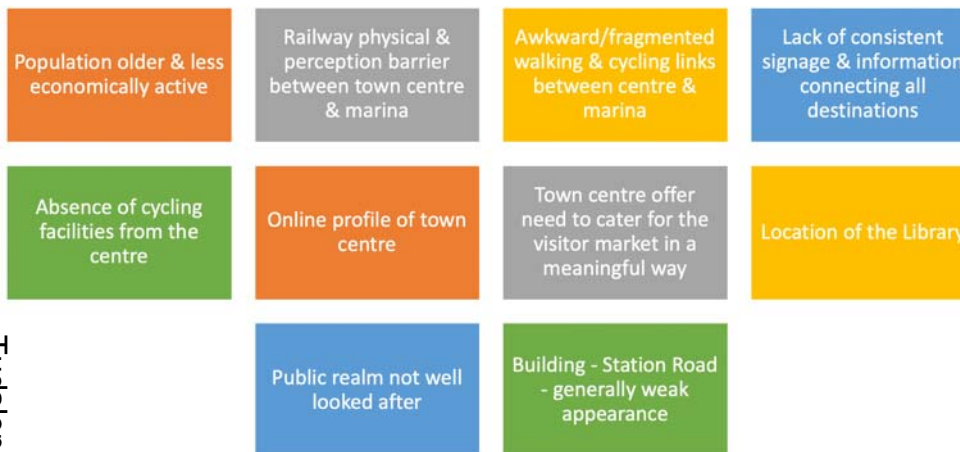 Population older & less
economically active
Railway physical &
perception barrier
between town centre
& marina
Awkward/fragmented
walking & cycling links
between centre &
marina
Lack of consistent
signage & information
connecting all
destinations
Absence of cycling
facilities from the
centre
Online profile of town
centre
Town centre offer
need to cater for the
visitor market in a
meaningful way
Location of the Library
Public realm not well
looked after
Building - Station Road
- generally weak
appearance